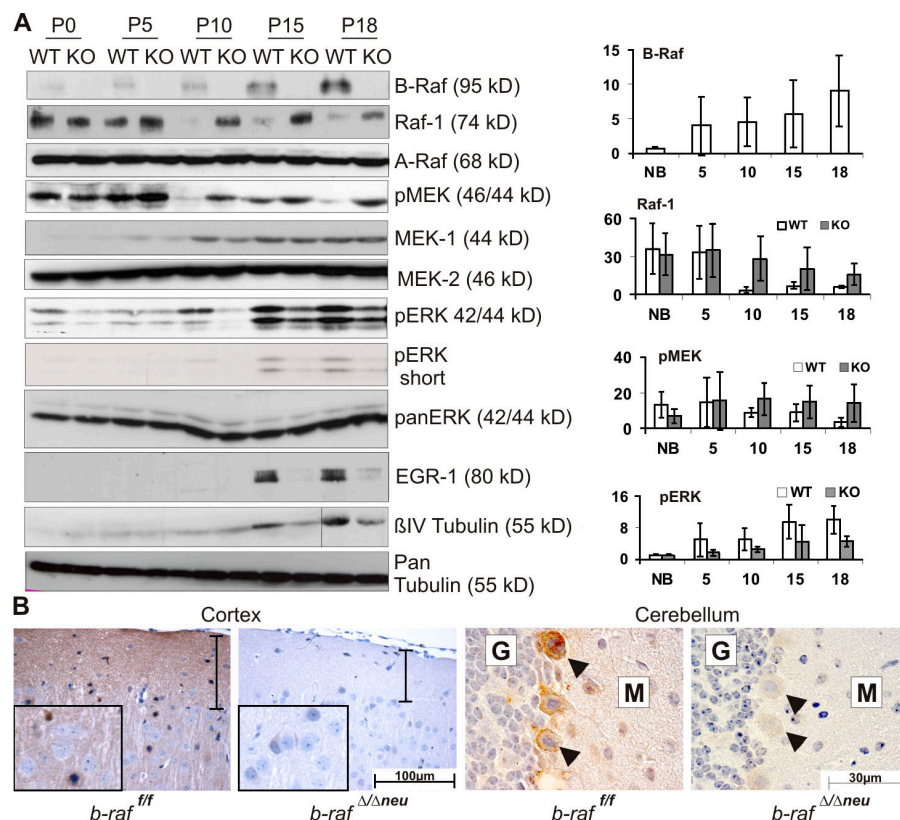 A
P0 P5 P10 P15 P18
WT KO WT KO WT KO WT KO WT KO
B-Raf (95 kD)
Raf-1 (74 kD)
A-Raf (68 kD)
pMEK (46/44 kD)
MEK-1 (44 kD)
MEK-2 (46 kD)
pERK 42/44 kD)
pERK
short
panERK (42/44 kD)
EGR-1 (80 kD)
ßIV Tubulin (55 kD)
Pan
Tubulin (55 kD)
B-Raf
15
10
5
0
NB 5 10 15 18
Raf-1
WT KO
60
30
0
NB 5 10 15 18
pMEK
WT KO
40
20
0
NB 5 10 15 18
pERK
WT KO
16
8
0
NB 5 10 15 18
B
Cortex Cerebellum
G M G M
100µm
30µm
b-raf f/f b-raf Δ/Δneu b-raf f/f b-raf Δ/Δneu